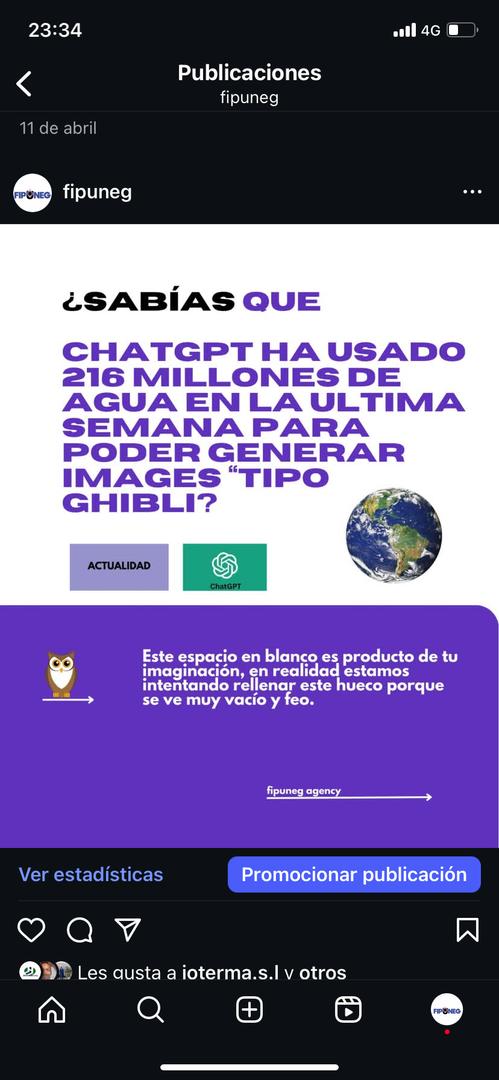 23:34
4G
Publicaciones
fipuneg
11 de abril
FIPUNEG
fipuneg
¿SABÍAS QUE
CHATGPT HA USADO
216 MILLONES DE
AGUA EN LA ULTIMA
SEMANA PARA
PODER GENERAR
IMAGES “TIPO
GHIBLI?
ACTUALIDAD
ChatGPT
Este espacio en blanco es producto de tu
imaginación, en realidad estamos
intentando rellenar este hueco porque
se ve muy vacío y feo.
fipuneg agency
Ver estadísticas
Promocionar publicación
Les gusta a ioterma.s.l y otros
FIPUNEG